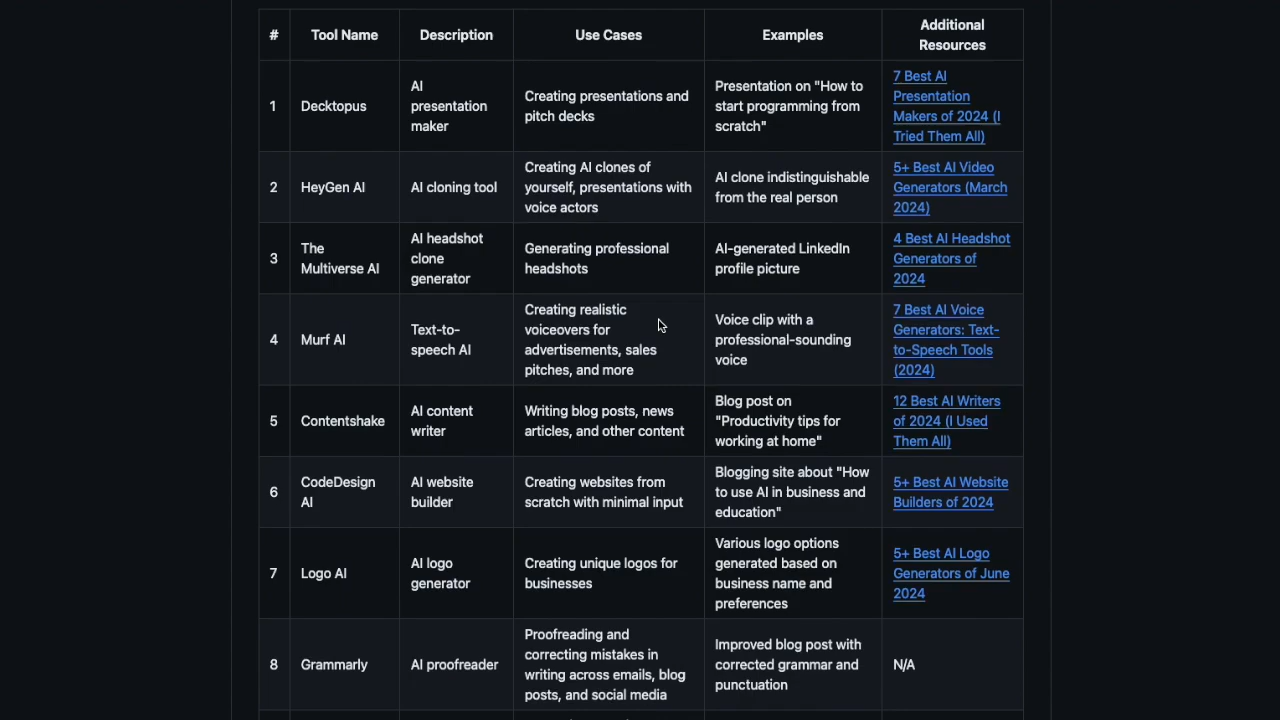 # Tool Name Description Use Cases Examples Additional
Resources
1 Decktopus AI
presentation
maker Creating presentations and
pitch decks Presentation on "How to
start programming from
scratch" 7 Best AI
Presentation
Makers of 2024 (I
Tried Them All)
2 HeyGen AI AI cloning tool Creating AI clones of
yourself, presentations with
voice actors AI clone indistinguishable
from the real person 5+ Best AI Video
Generators (March
2024)
3 The
Multiverse AI AI headshot
clone
generator Generating professional
headshots AI-generated LinkedIn
profile picture 4 Best AI Headshot
Generators of
2024
4 Murf AI Text-to-
speech AI Creating realistic
voiceovers for
advertisements, sales
pitches, and more Voice clip with a
professional-sounding
voice 7 Best AI Voice
Generators: Text-
to-Speech Tools
(2024)
5 Contentshake AI content
writer Writing blog posts, news
articles, and other content Blog post on
"Productivity tips for
working at home" 12 Best AI Writers
of 2024 (I Used
Them All)
6 CodeDesign
AI AI website
builder Creating websites from
scratch with minimal input Blogging site about "How
to use AI in business and
education" 5+ Best AI Website
Builders of 2024
7 Logo AI AI logo
generator Creating unique logos for
businesses Various logo options
generated based on
business name and
preferences 5+ Best AI Logo
Generators of June
2024
8 Grammarly AI proofreader Proofreading and
correcting mistakes in
writing across emails, blog
posts, and social media Improved blog post with
corrected grammar and
punctuation N/A